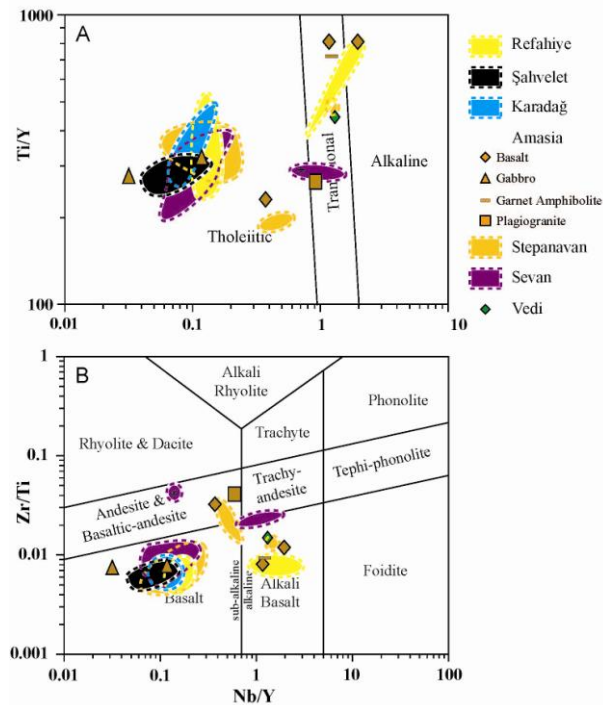 A
1000
Ti/Y
100
0.01
0.1
1
10
Tholeiitic
Transitional
Alkaline
Refahiye
Şahvelet
Karadağ
Amasia
Basalt
Gabbro
Garnet Amphibolite
Plagiogranite
Stepanavan
Sevan
Vedi
B
1
0.1
0.01
0.010
0.001
Zr/Ti
Alkali
Rhyolite
Phonolite
Rhyolite & Dacite
Trachyte
Tephi-phonolite
Trachy-
andesite
Andesite &
Basaltic-andesite
Basalt
sub-alkaline
alkaline
Alkali
Basalt
Foidite
0.01
0.1
1
10
100
Nb/Y